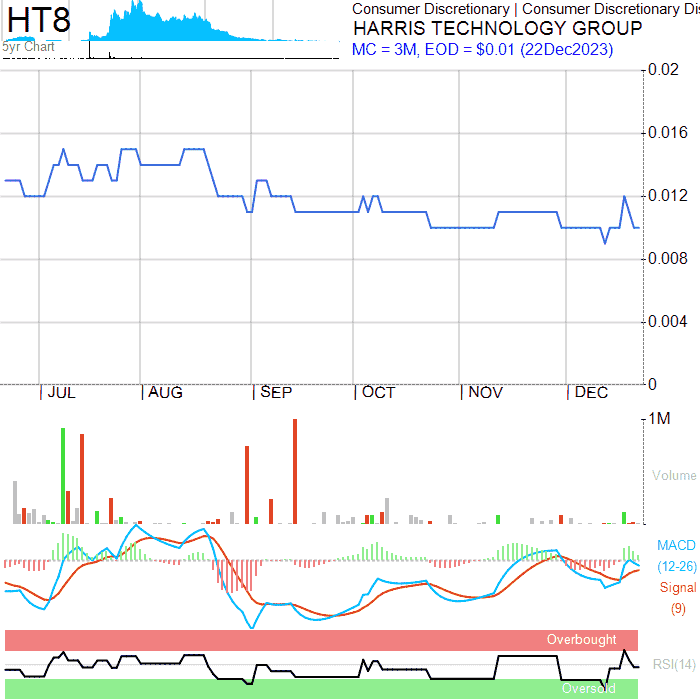 HT8
5yr Chart
Consumer Discretionary | Consumer Discretionary Dis
HARRIS TECHNOLOGY GROUP
MC = 3M, EOD = $0.01 (22Dec2023)
0.02
0.016
0.012
0.008
0.004
0
JUL AUG SEP OCT NOV DEC
1M
Volume
MACD
(12-26)
Signal
(9)
Overbought
RSI(14)
Oversold